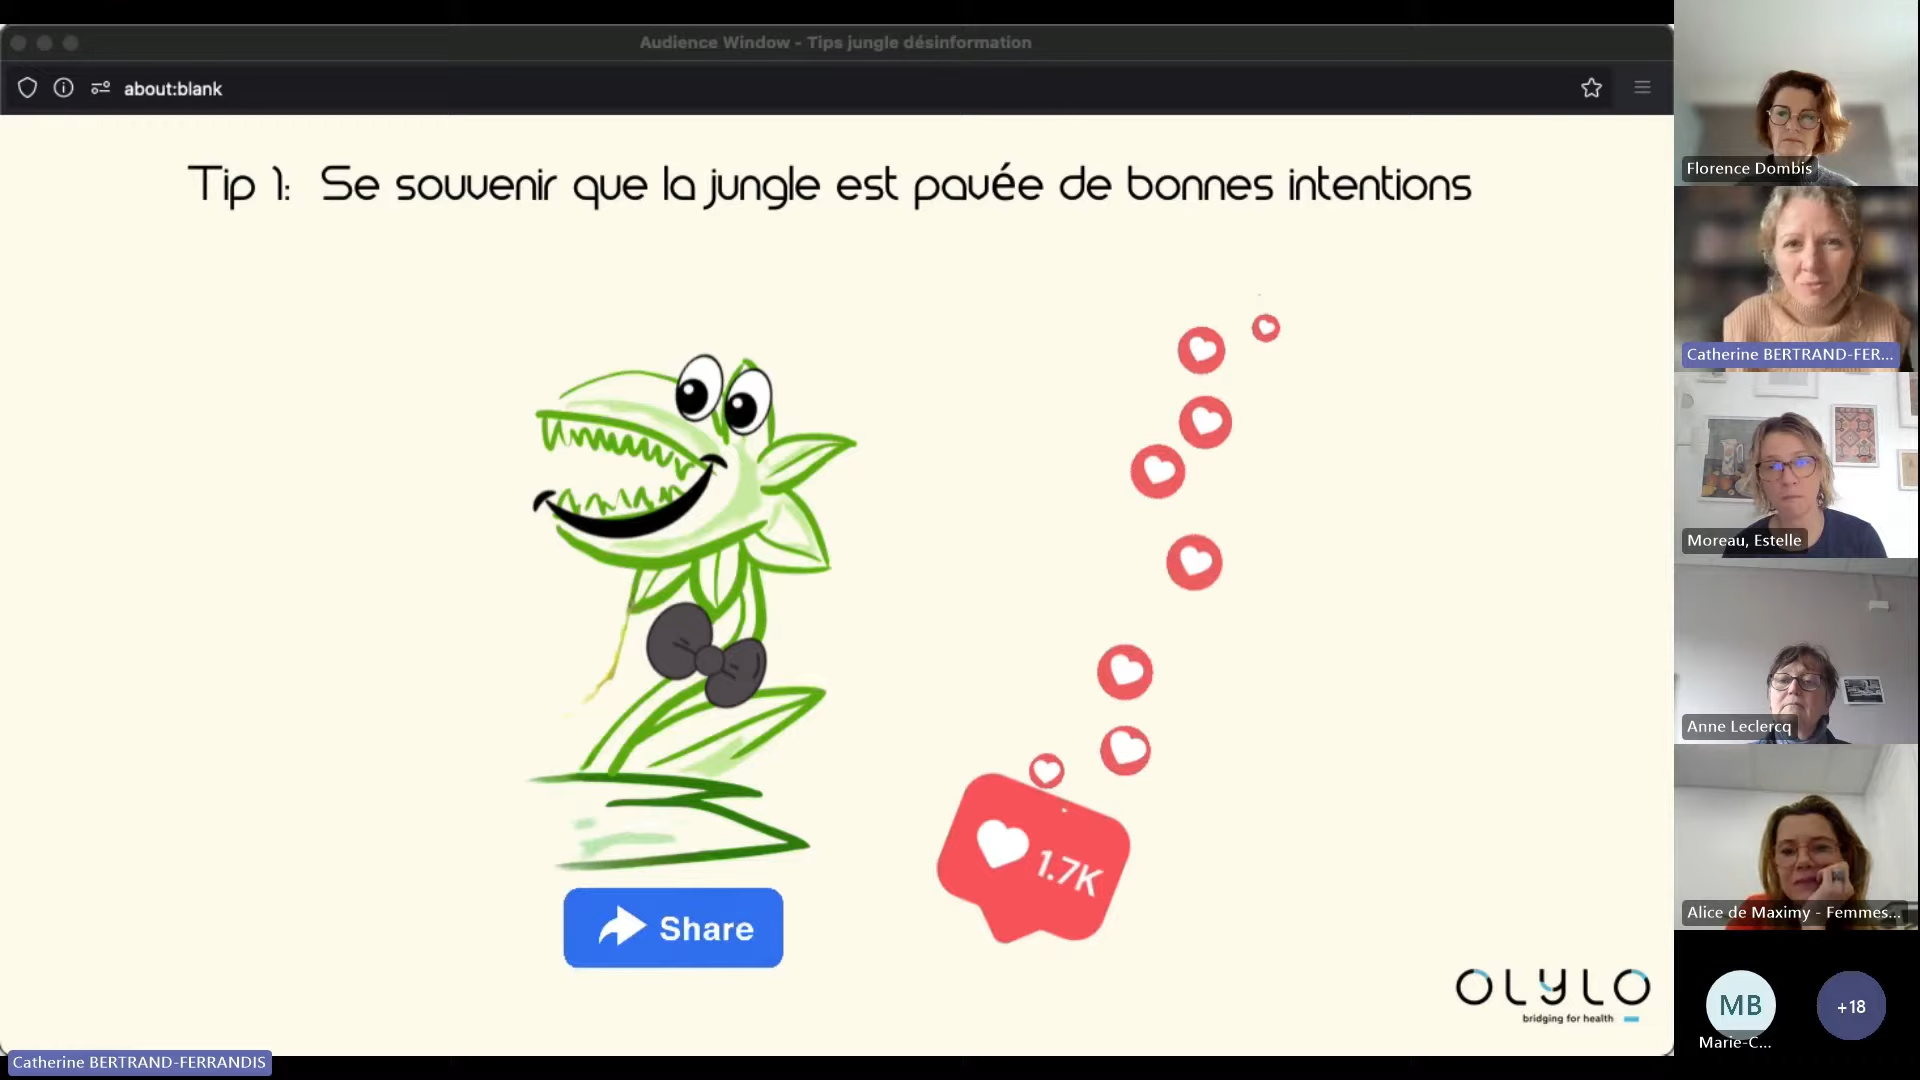 Audience Window - Tips jungle désinformation
about:blank
Tip 1: Se souvenir que la jungle est pavée de bonnes intentions
1.7K
Share
OLYLO
bridging for health
Catherine BERTRAND-FERRANDIS
Florence Dombis
Catherine BERTRAND-FER...
Moreau, Estelle
Anne Leclercq
Alice de Maximy - Femmes...
MB
+18
Marie-C...